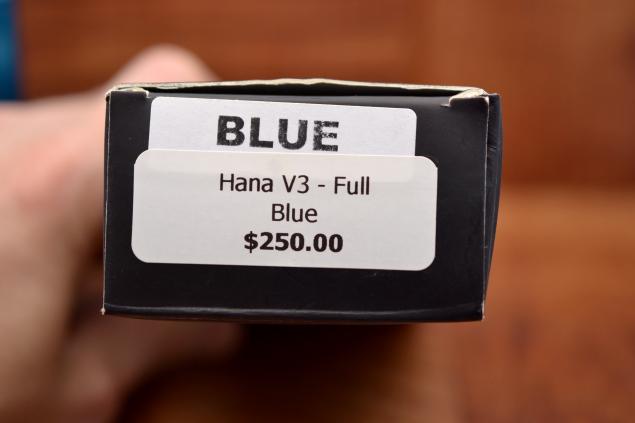 BLUE
Hana V3 - Full
Blue
$250.00